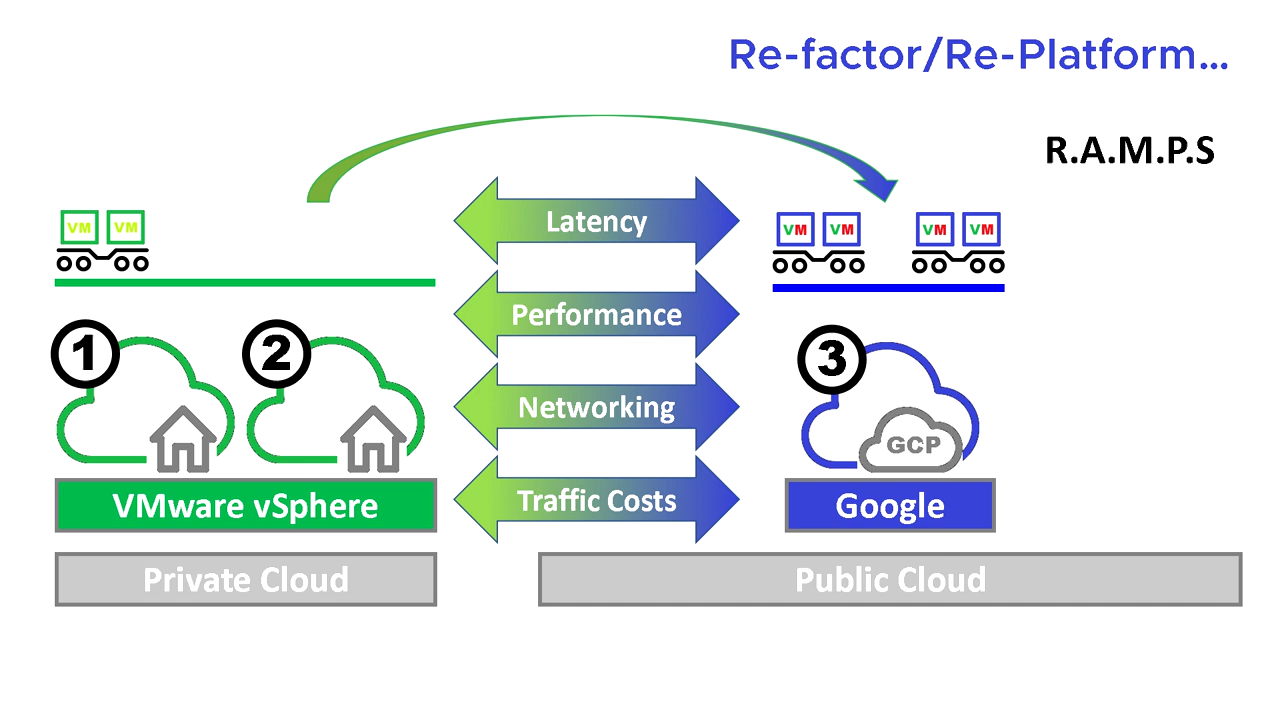 Re-factor/Re-Platform...
R.A.M.P.S
VM VM
VM VM VM VM
Latency
Performance
Networking
Traffic Costs
1
2
3
GCP
VMware vSphere
Google
Private Cloud
Public Cloud